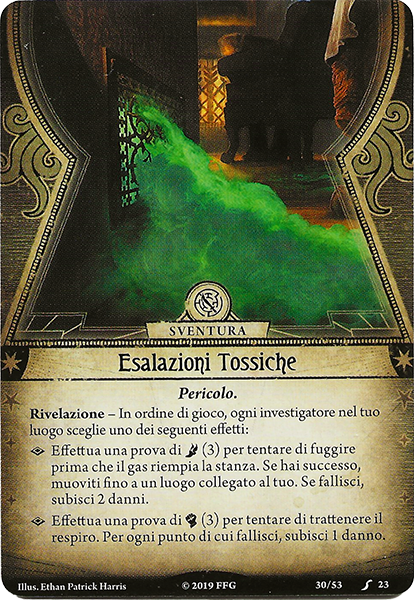 SVENTURA
Esalazioni Tossiche
Pericolo.
Rivelazione – In ordine di gioco, ogni investigatore nel tuo
luogo sceglie uno dei seguenti effetti:
Effettua una prova di (3) per tentare di fuggire
prima che il gas riempia la stanza. Se hai successo,
muoviti fino a un luogo collegato al tuo. Se fallisci,
subisci 2 danni.
Effettua una prova di (3) per tentare di trattenere il
respiro. Per ogni punto di cui fallisci, subisci 1 danno.
Illus. Ethan Patrick Harris © 2019 FFG 30/53 23